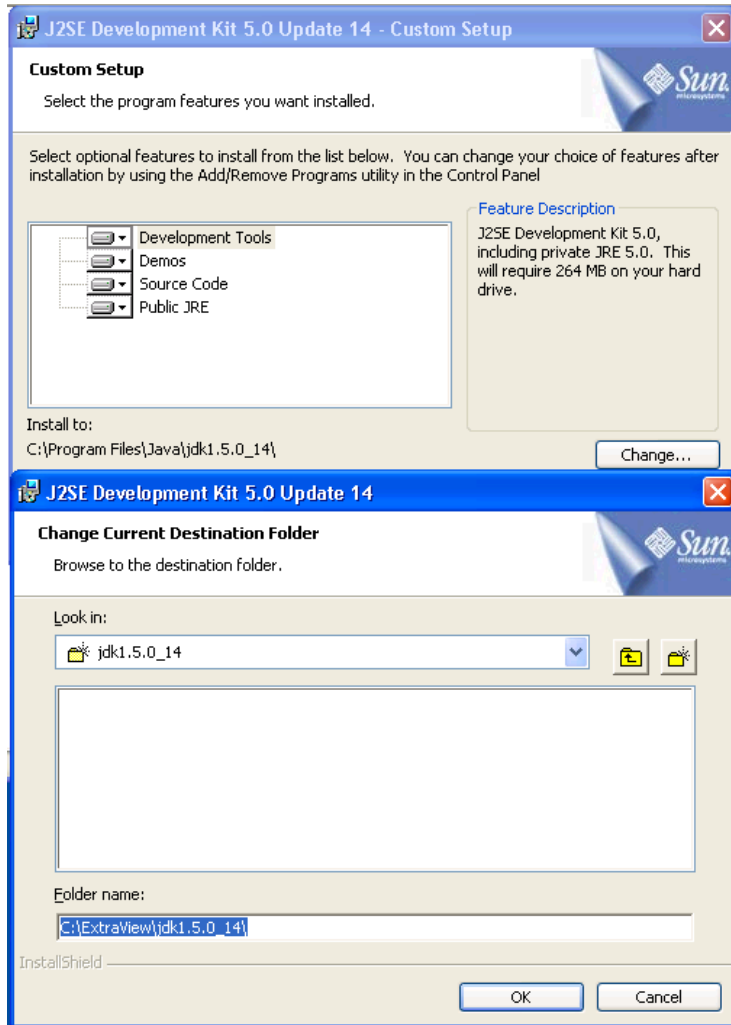 J2SE Development Kit 5.0 Update 14 - Custom Setup
Custom Setup
Select the program features you want installed.
Sun
microsystems
Select optional features to install from the list below.  You can change your choice of features after
installation by using the Add/Remove Programs utility in the Control Panel
Development Tools
Demos
Source Code
Public JRE
Feature Description
J2SE Development Kit 5.0,
including private JRE 5.0.  This
will require 264 MB on your hard
drive.
Install to:
C:\Program Files\Java\jdk1.5.0_14\
Change...
J2SE Development Kit 5.0 Update 14
Change Current Destination Folder
Browse to the destination folder.
Sun
microsystems
Look in:
jdk1.5.0_14
Folder name:
C:\ExtraView\jdk1.5.0_14\
InstallShield
OK
Cancel